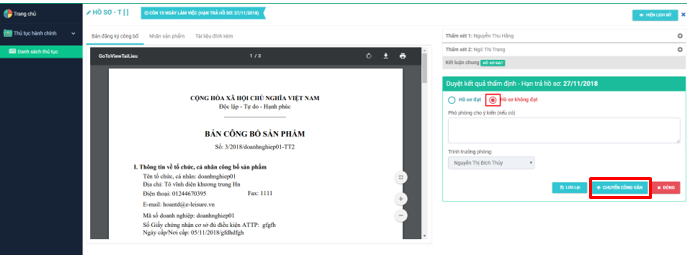 Trang chủ
Thủ tục hành chính
Danh sách thủ tục
HỒ SƠ - T [ ]
CÒN 15 NGÀY LÀM VIỆC (HẠN TRẢ HỒ SƠ: 27/11/2018)
HIỆN LỊCH SỬ
Bản đăng ký công bố
Nhãn sản phẩm
Tài liệu đính kèm
GoToViewTaiLieu
1 / 3
CỘNG HÒA XÃ HỘI CHỦ NGHĨA VIỆT NAM
Độc lập - Tự do - Hạnh phúc
BẢN CÔNG BỐ SẢN PHẨM
Số: 3/2018/doanhnghiep01-TT2
I. Thông tin về tổ chức, cá nhân công bố sản phẩm
Tên tổ chức, cá nhân: doanhnghiep01
Địa chỉ: Tô vĩnh diện khương trung Hn
Điện thoại: 01244670395 Fax: 1111
E-mail: hoantd@e-leisure.vn
Mã số doanh nghiệp: doanhnghiep01
Số Giấy chứng nhận cơ sở đủ điều kiện ATTP: gfgfh
Ngày cấp/Nơi cấp: 05/11/2018/gfdhdfgh
Thẩm xét 1: Nguyễn Thu Hằng
Thẩm xét 2: Ngô Thị Trang
Kết luận chung HỒ SƠ ĐẠT
Duyệt kết quả thẩm định - Hạn trả hồ sơ: 27/11/2018
Hồ sơ đạt
Hồ sơ không đạt
Phó phòng cho ý kiến (nếu có)
Trình trưởng phòng:
Nguyễn Thị Bích Thủy
LƯU LẠI
CHUYỂN CÔNG VĂN
ĐÓNG